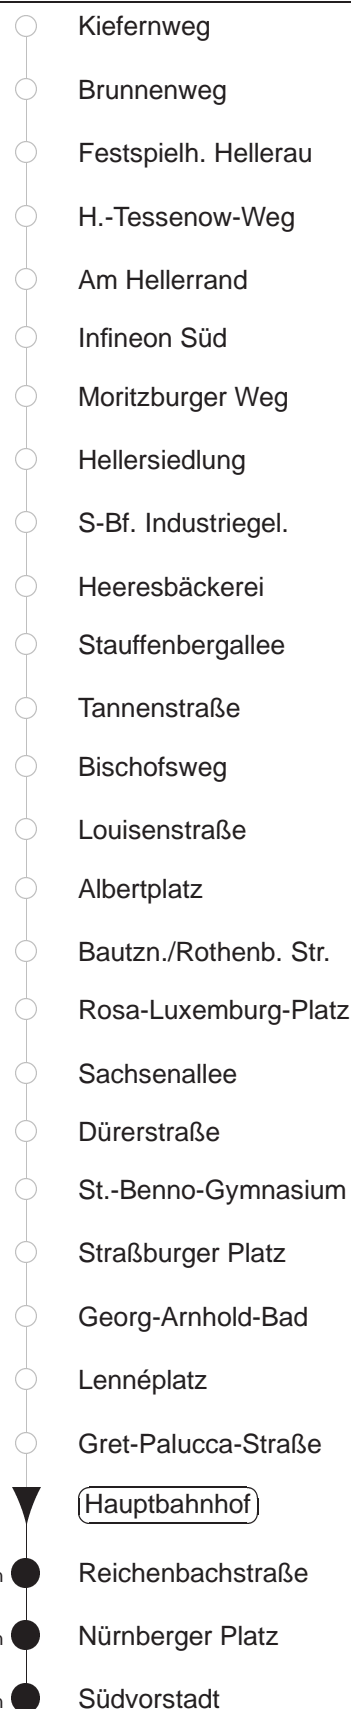 Kiefernweg
Brunnenweg
Festspielh. Hellerau
H.-Tessenow-Weg
Am Hellerrand
Infineon Süd
Moritzburger Weg
Hellersiedlung
S-Bf. Industriegel.
Heeresbäckerei
Stauffenbergallee
Tannenstraße
Bischofsweg
Louisenstraße
Albertplatz
Bautzn./Rothenb. Str.
Rosa-Luxemburg-Platz
Sachsenallee
Dürerstraße
St.-Benno-Gymnasium
Straßburger Platz
Georg-Arnhold-Bad
Lennéplatz
Gret-Palucca-Straße
Hauptbahnhof
Reichenbachstraße
Nürnberger Platz
Südvorstadt